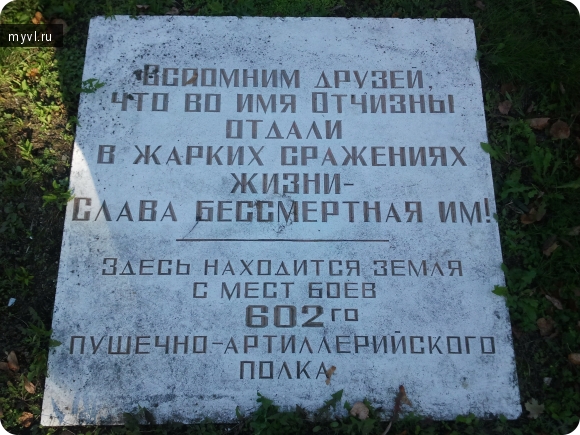 myvl.ru
Вспомним друзей,
что во имя Отчизны
отдали
в жарких сражениях
жизни-
слава бессмертная им!
Здесь находится земля
с мест боев
602го
пушечно-артиллерийского
полка